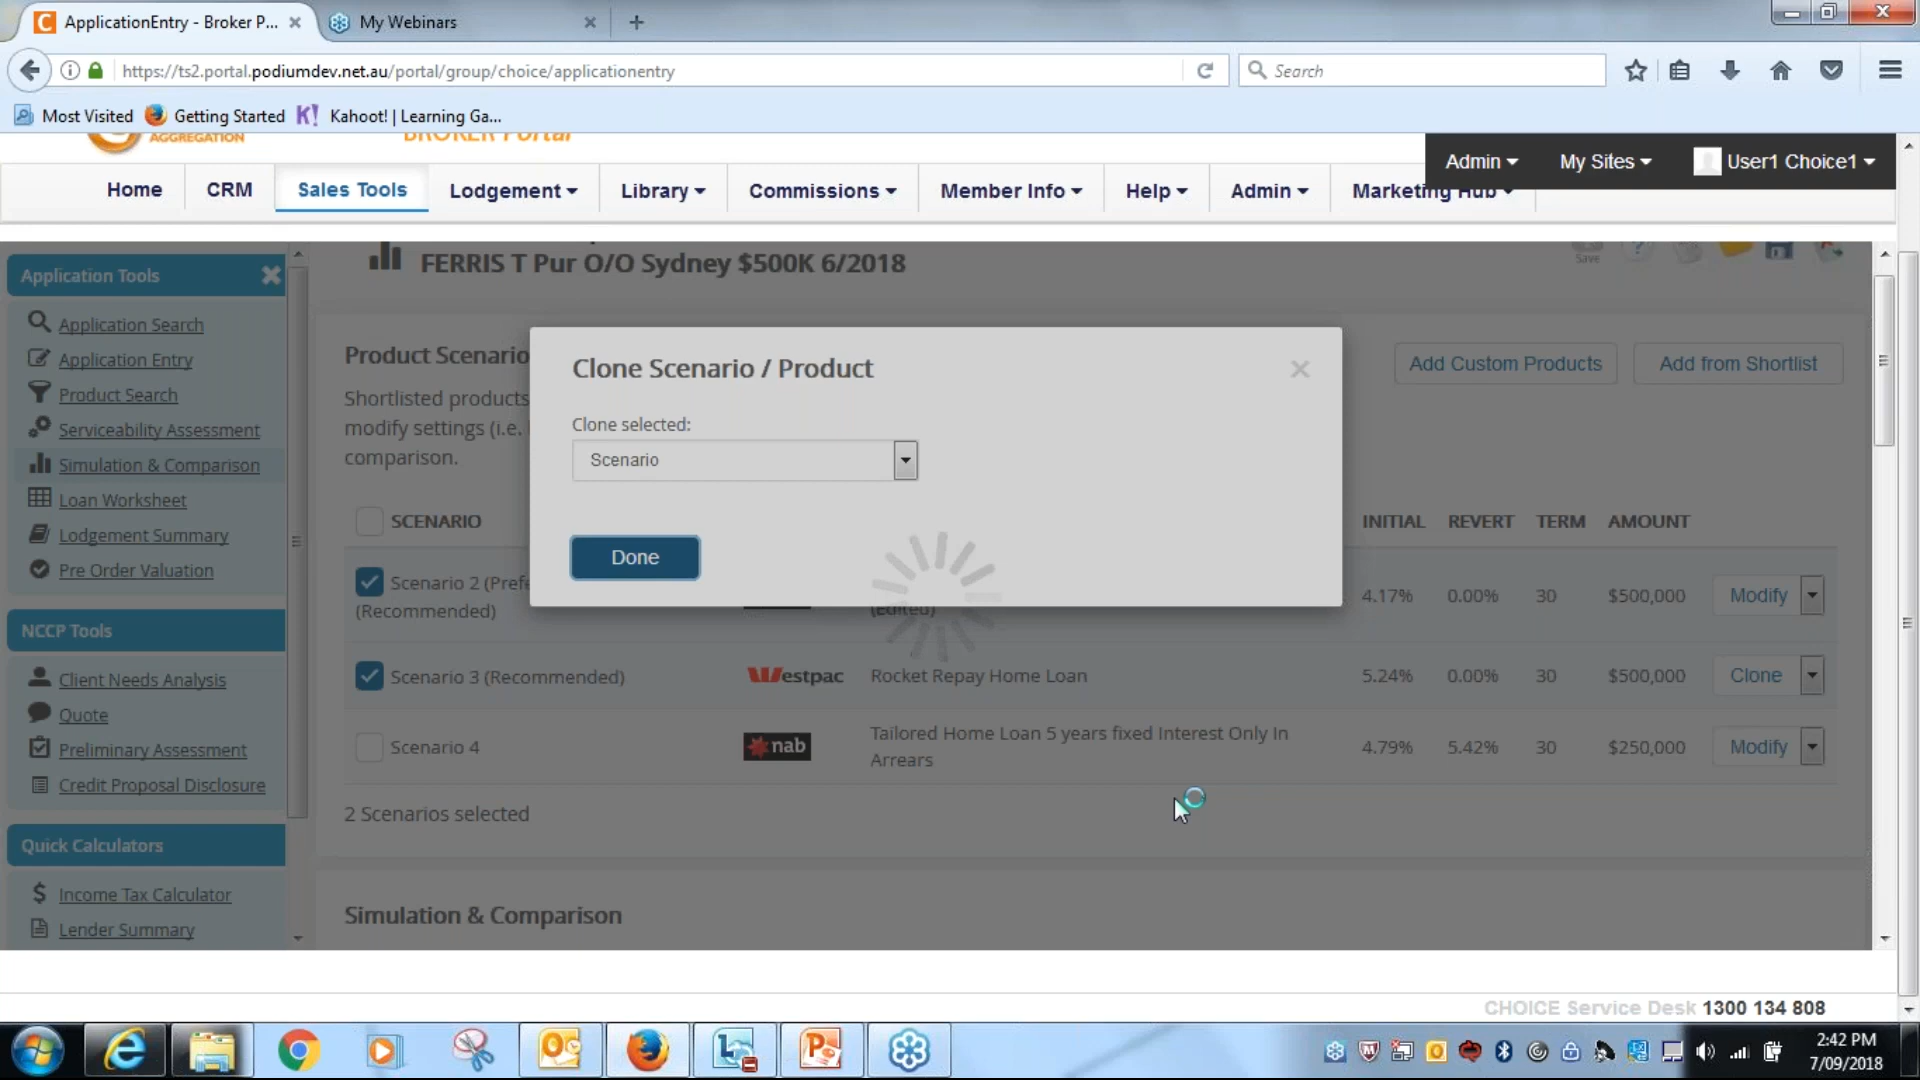 ApplicationEntry - Broker P...
My Webinars
https://ts2.portal.podiumdev.net.au/portal/group/choice/applicationentry
Search
Most Visited
Getting Started
K! Kahoot! | Learning Ga...
AGGREGATION
BROKER Portal
Admin
My Sites
User1 Choice1
Home
CRM
Sales Tools
Lodgement
Library
Commissions
Member Info
Help
Admin
Marketing Hub
Application Tools
Application Search
Application Entry
Product Search
Serviceability Assessment
Simulation & Comparison
Loan Worksheet
Lodgement Summary
Pre Order Valuation
NCCP Tools
Client Needs Analysis
Quote
Preliminary Assessment
Credit Proposal Disclosure
Quick Calculators
Income Tax Calculator
Lender Summary
FERRIS T Pur O/O Sydney $500K 6/2018
Save
Product Scenario
Shortlisted products
modify settings (i.e.
comparison.
Add Custom Products
Add from Shortlist
Clone Scenario / Product
Clone selected:
Scenario
Done
SCENARIO
INITIAL REVERT TERM AMOUNT
Scenario 2 (Prefe
(Recommended)
(Edited)
4.17% 0.00% 30 $500,000 Modify
Scenario 3 (Recommended) Westpac Rocket Repay Home Loan 5.24% 0.00% 30 $500,000 Clone
Scenario 4 nab Tailored Home Loan 5 years fixed Interest Only In
Arrears
4.79% 5.42% 30 $250,000 Modify
2 Scenarios selected
Simulation & Comparison
CHOICE Service Desk 1300 134 808
2:42 PM
7/09/2018